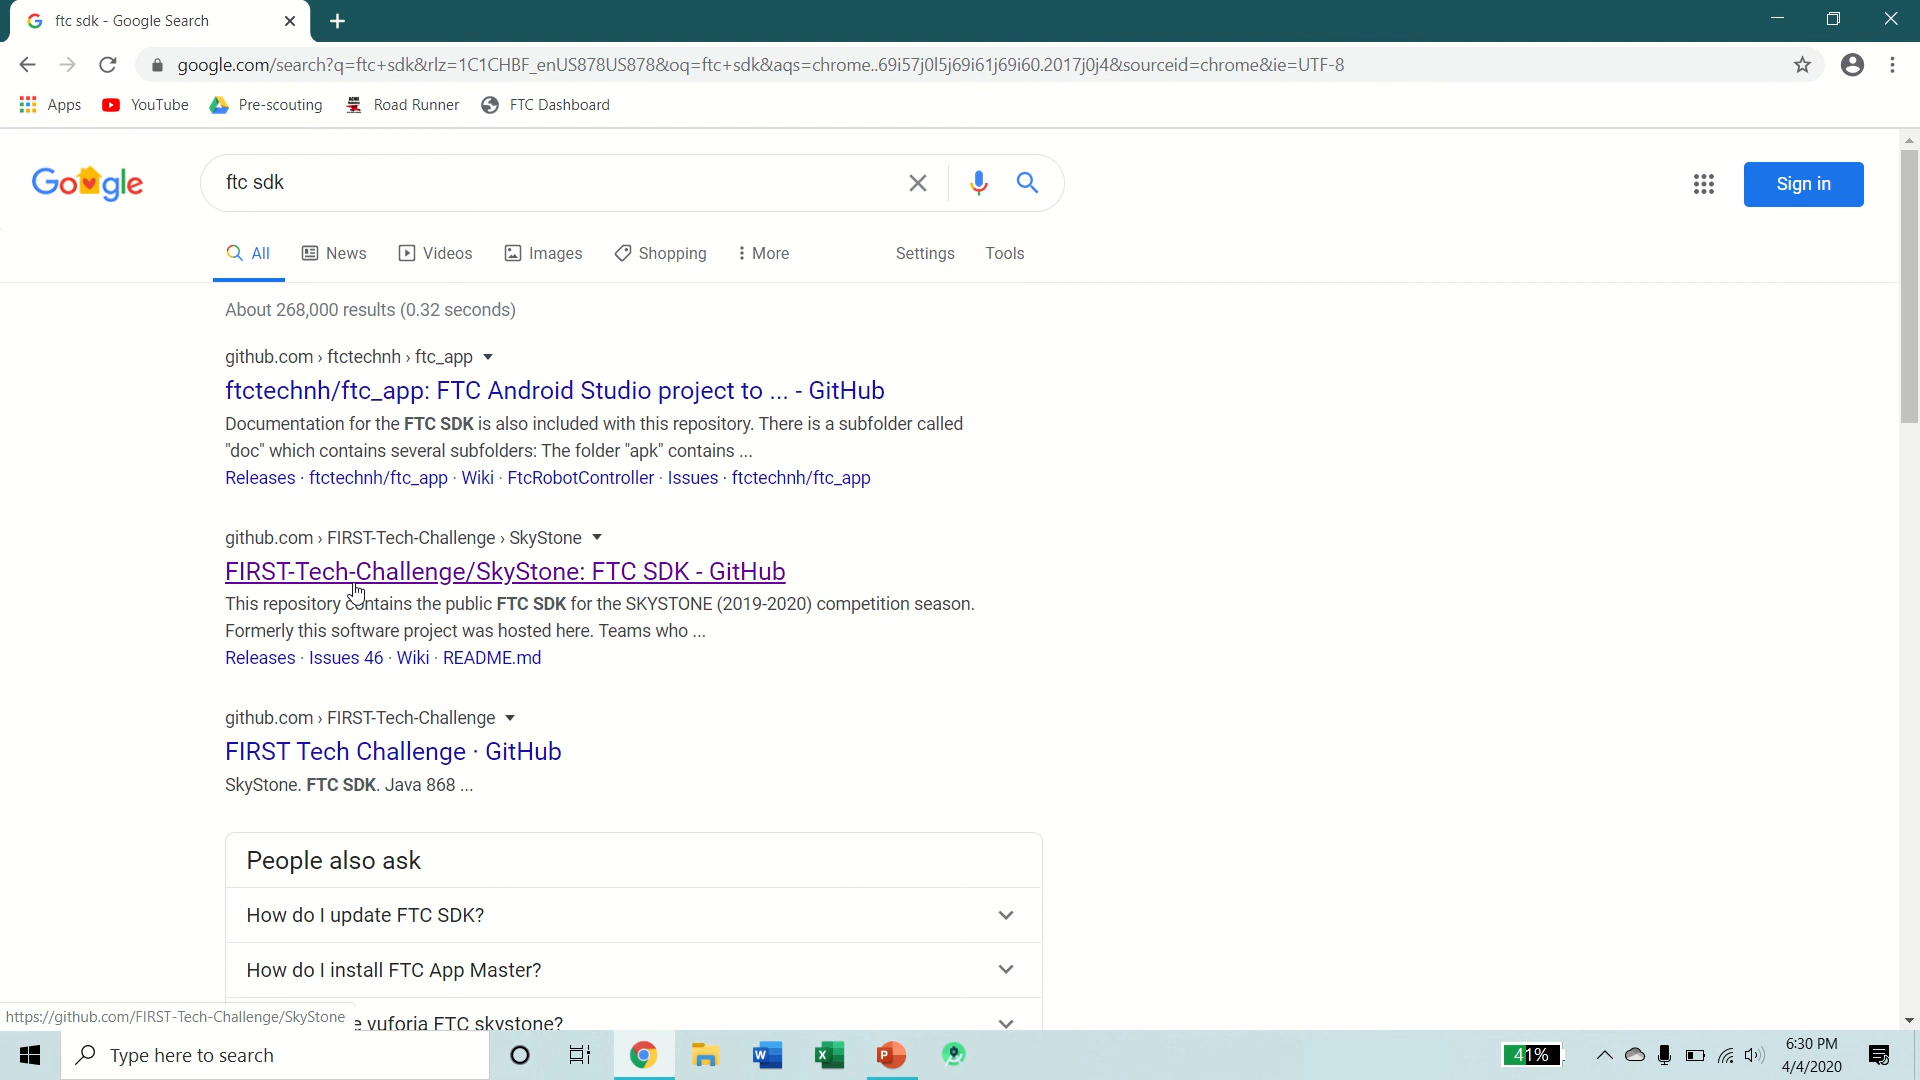 ftc sdk - Google Search
google.com/search?q=ftc+sdk&rlz=1C1CHBF_enUS878US878&oq=ftc+sdk&aqs=chrome..69i57j0l5j69i61j69i60.2017j0j4&sourceid=chrome&ie=UTF-8
Apps YouTube Pre-scouting Road Runner FTC Dashboard
Google
ftc sdk
Sign in
All News Videos Images Shopping More Settings Tools
About 268,000 results (0.32 seconds)
github.com › ftctechnh › ftc_app
ftctechnh/ftc_app: FTC Android Studio project to ... - GitHub
Documentation for the FTC SDK is also included with this repository. There is a subfolder called
"doc" which contains several subfolders: The folder "apk" contains ...
Releases · ftctechnh/ftc_app · Wiki · FtcRobotController · Issues · ftctechnh/ftc_app
github.com › FIRST-Tech-Challenge › SkyStone
FIRST-Tech-Challenge/SkyStone: FTC SDK - GitHub
This repository contains the public FTC SDK for the SKYSTONE (2019-2020) competition season.
Formerly this software project was hosted here. Teams who ...
Releases · Issues 46 · Wiki · README.md
github.com › FIRST-Tech-Challenge
FIRST Tech Challenge · GitHub
SkyStone. FTC SDK. Java 868 ...
People also ask
How do I update FTC SDK?
How do I install FTC App Master?
e vuforia FTC skystone?
https://github.com/FIRST-Tech-Challenge/SkyStone
Type here to search
41%
6:30 PM
4/4/2020